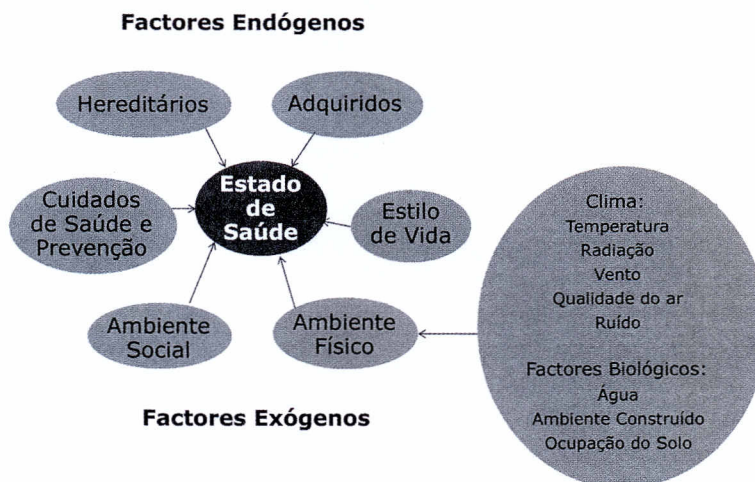 Factores Endógenos
Hereditários
Adquiridos
Estado
de
Saúde
Cuidados
de Saúde e
Prevenção
Estilo
de Vida
Ambiente
Social
Ambiente
Físico
Clima:
Temperatura
Radiação
Vento
Qualidade do ar
Ruído
Factores Biológicos:
Água
Ambiente Construído
Ocupação do Solo
Factores Exógenos